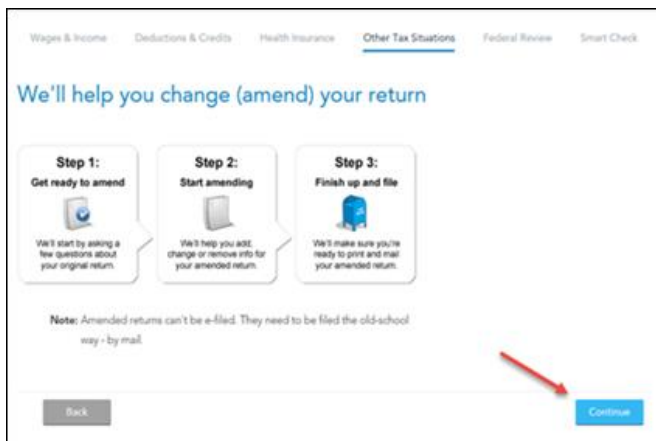 Wages & Income Deductions & Credits Health Insurance Other Tax Situations Federal Review Smart Check
We'll help you change (amend) your return
Step 1:
Get ready to amend
We'll start by asking a
few questions about
your original return.
Step 2:
Start amending
We'll help you add,
change or remove info for
your amended return.
Step 3:
Finish up and file
We'll make sure you're
ready to print and mail
your amended return.
Note: Amended returns can't be e-filed. They need to be filed the old-school
way - by mail.
Back Continue